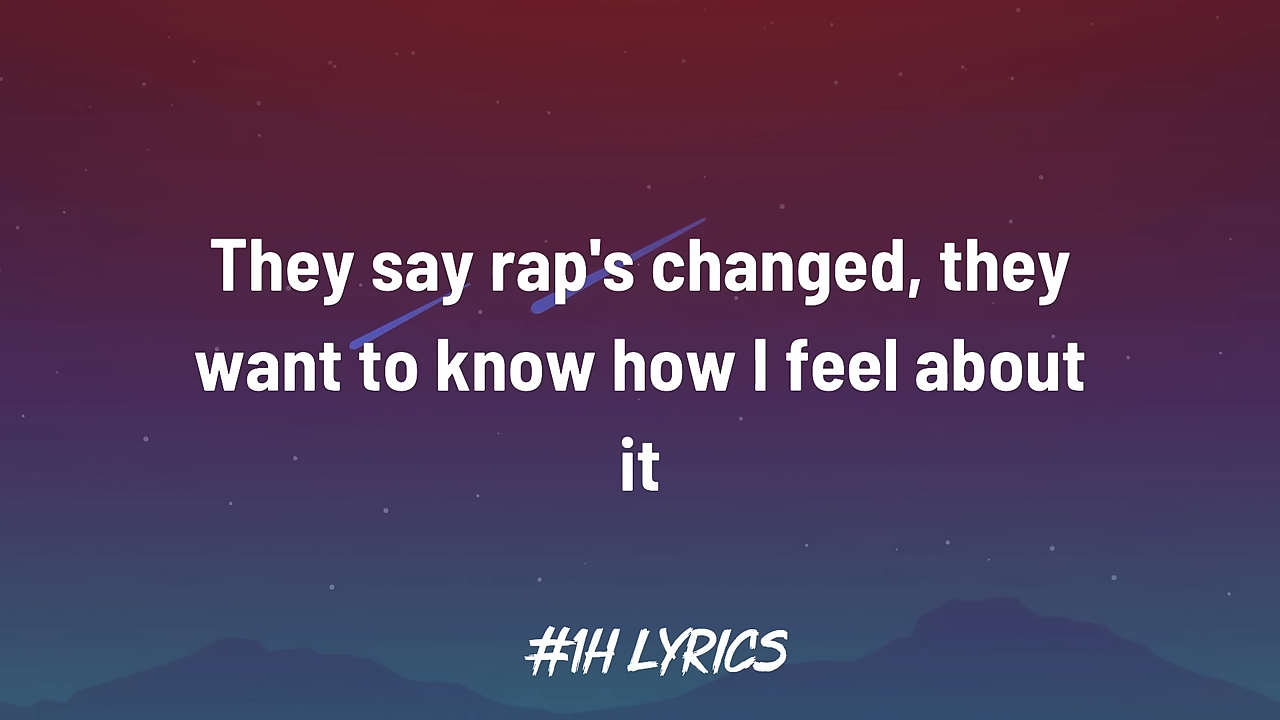 They say rap's changed, they
want to know how I feel about
it
#1H LYRICS